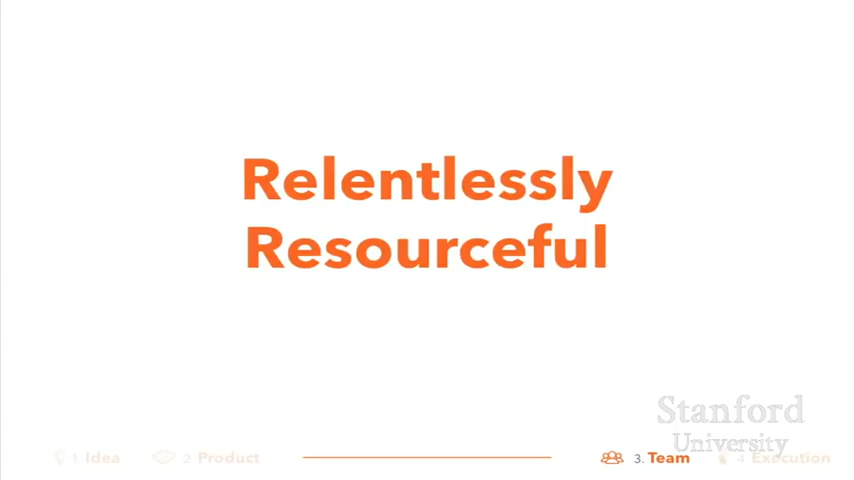 Relentlessly
Resourceful
Stanford
University
1 Idea
2 Product
3. Team
4 Execution